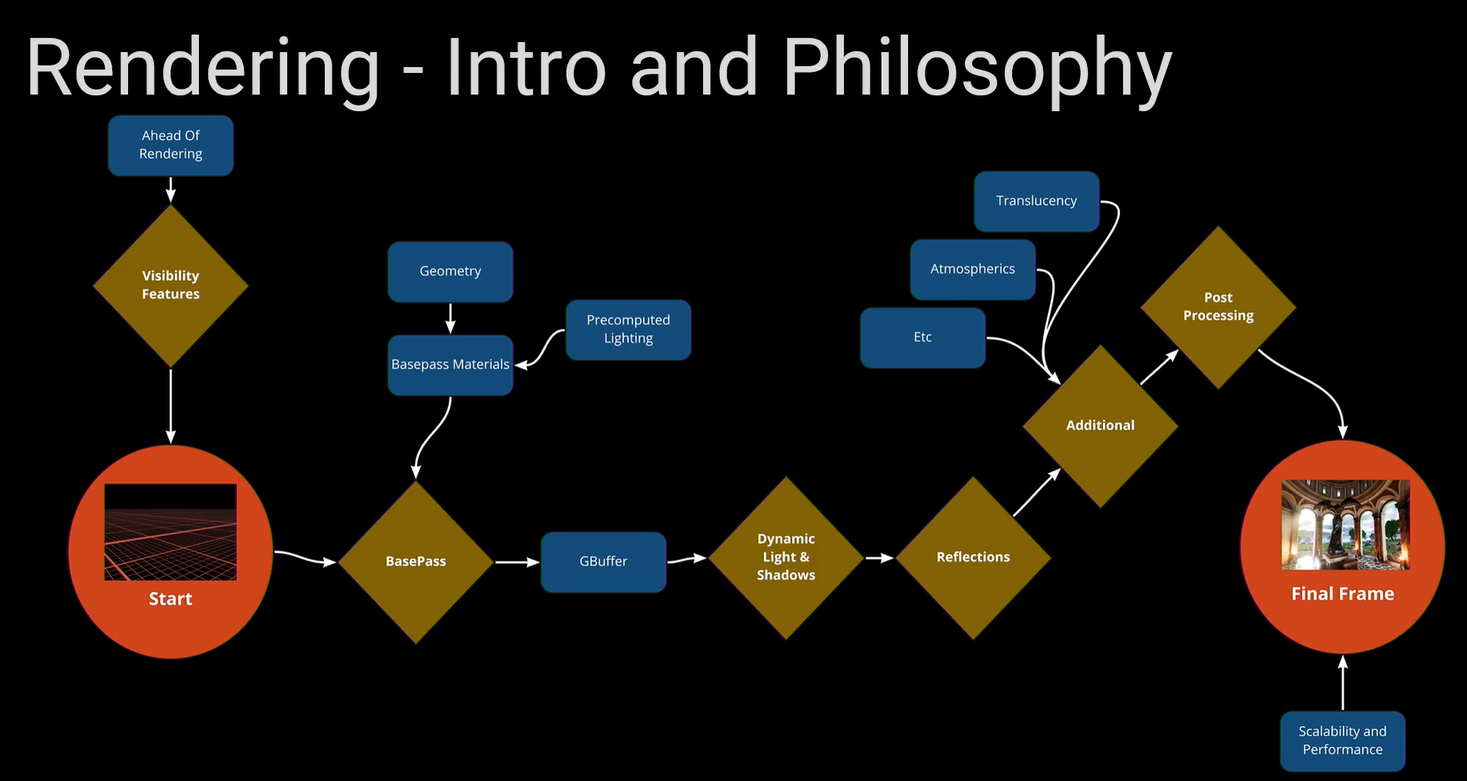 Rendering - Intro and Philosophy
Ahead Of
Rendering
Visibility
Features
Start
Geometry
Precomputed
Lighting
Basepass Materials
BasePass
GBuffer
Dynamic
Light &
Shadows
Reflections
Translucency
Atmospherics
Etc
Additional
Post
Processing
Final Frame
Scalability and
Performance